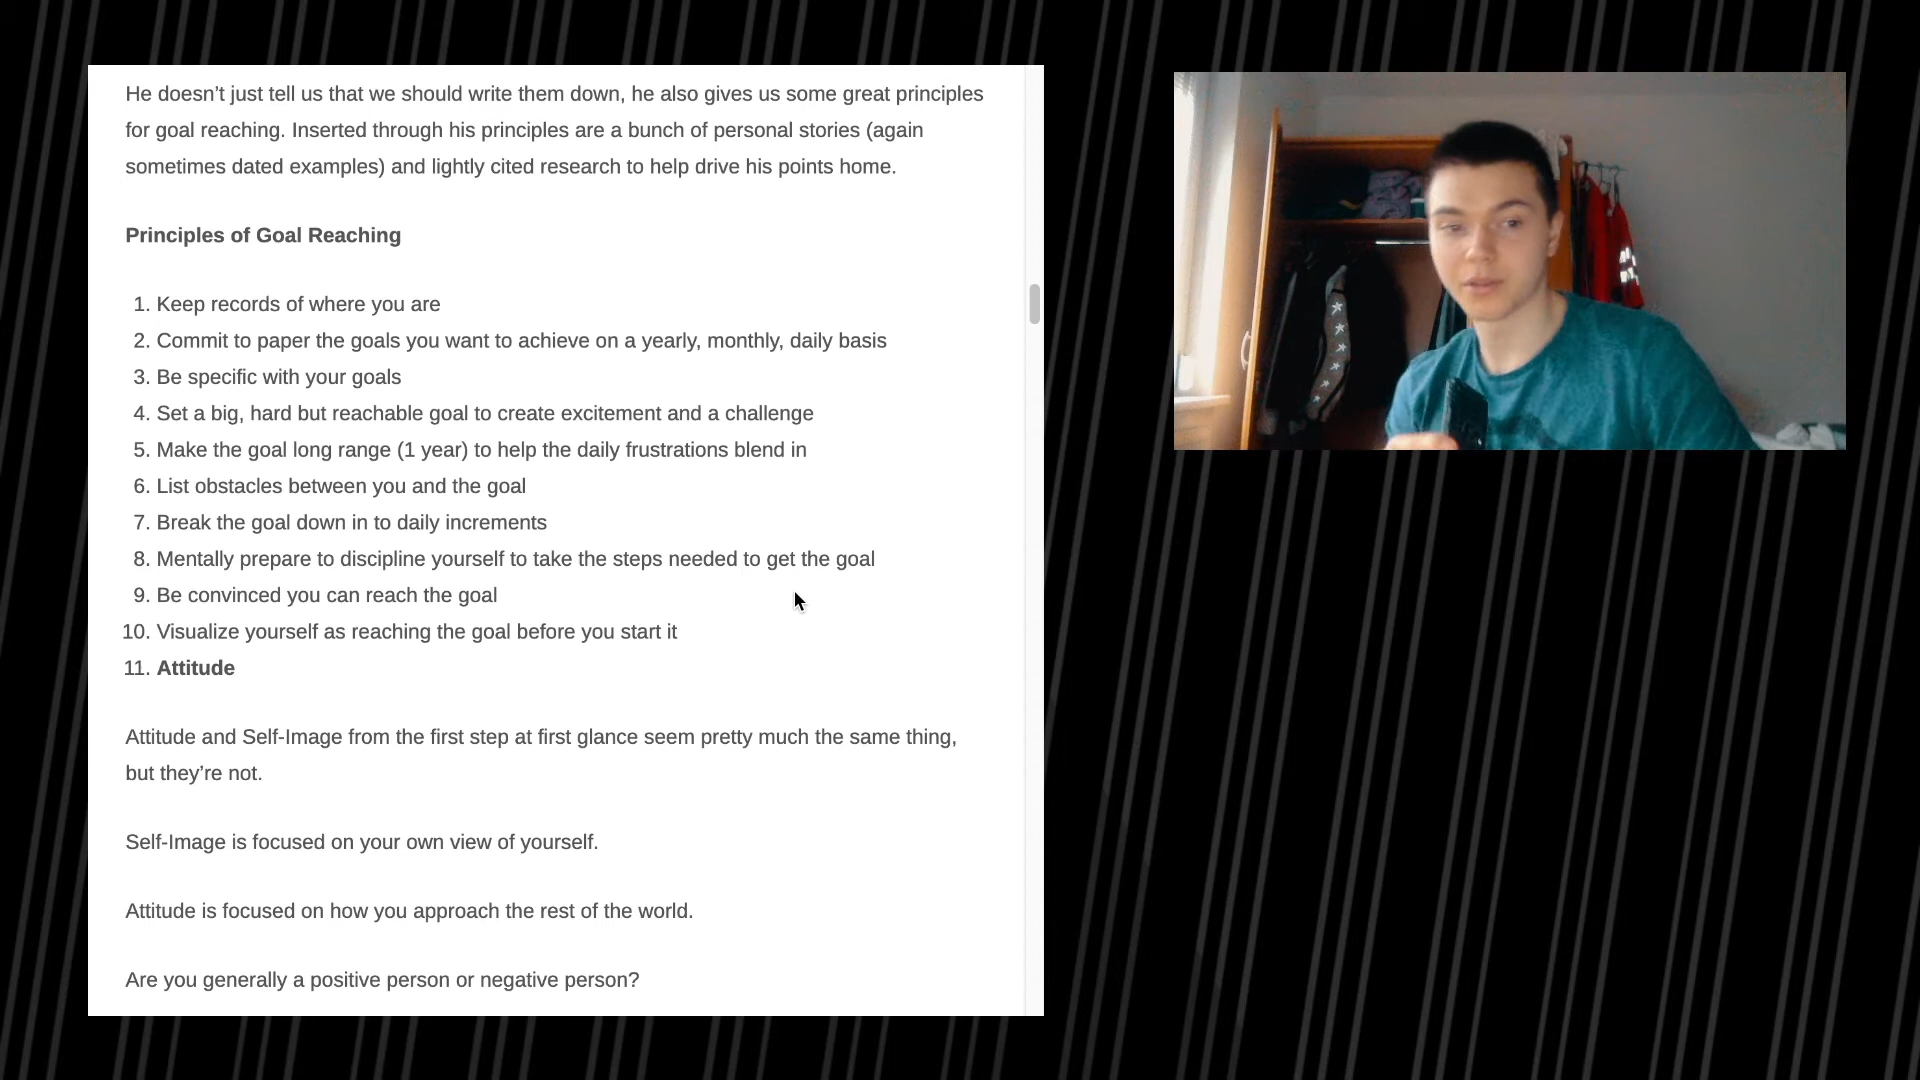 He doesn’t just tell us that we should write them down, he also gives us some great principles
for goal reaching. Inserted through his principles are a bunch of personal stories (again
sometimes dated examples) and lightly cited research to help drive his points home.
Principles of Goal Reaching
1. Keep records of where you are
2. Commit to paper the goals you want to achieve on a yearly, monthly, daily basis
3. Be specific with your goals
4. Set a big, hard but reachable goal to create excitement and a challenge
5. Make the goal long range (1 year) to help the daily frustrations blend in
6. List obstacles between you and the goal
7. Break the goal down in to daily increments
8. Mentally prepare to discipline yourself to take the steps needed to get the goal
9. Be convinced you can reach the goal
10. Visualize yourself as reaching the goal before you start it
11. Attitude
Attitude and Self-Image from the first step at first glance seem pretty much the same thing,
but they’re not.
Self-Image is focused on your own view of yourself.
Attitude is focused on how you approach the rest of the world.
Are you generally a positive person or negative person?